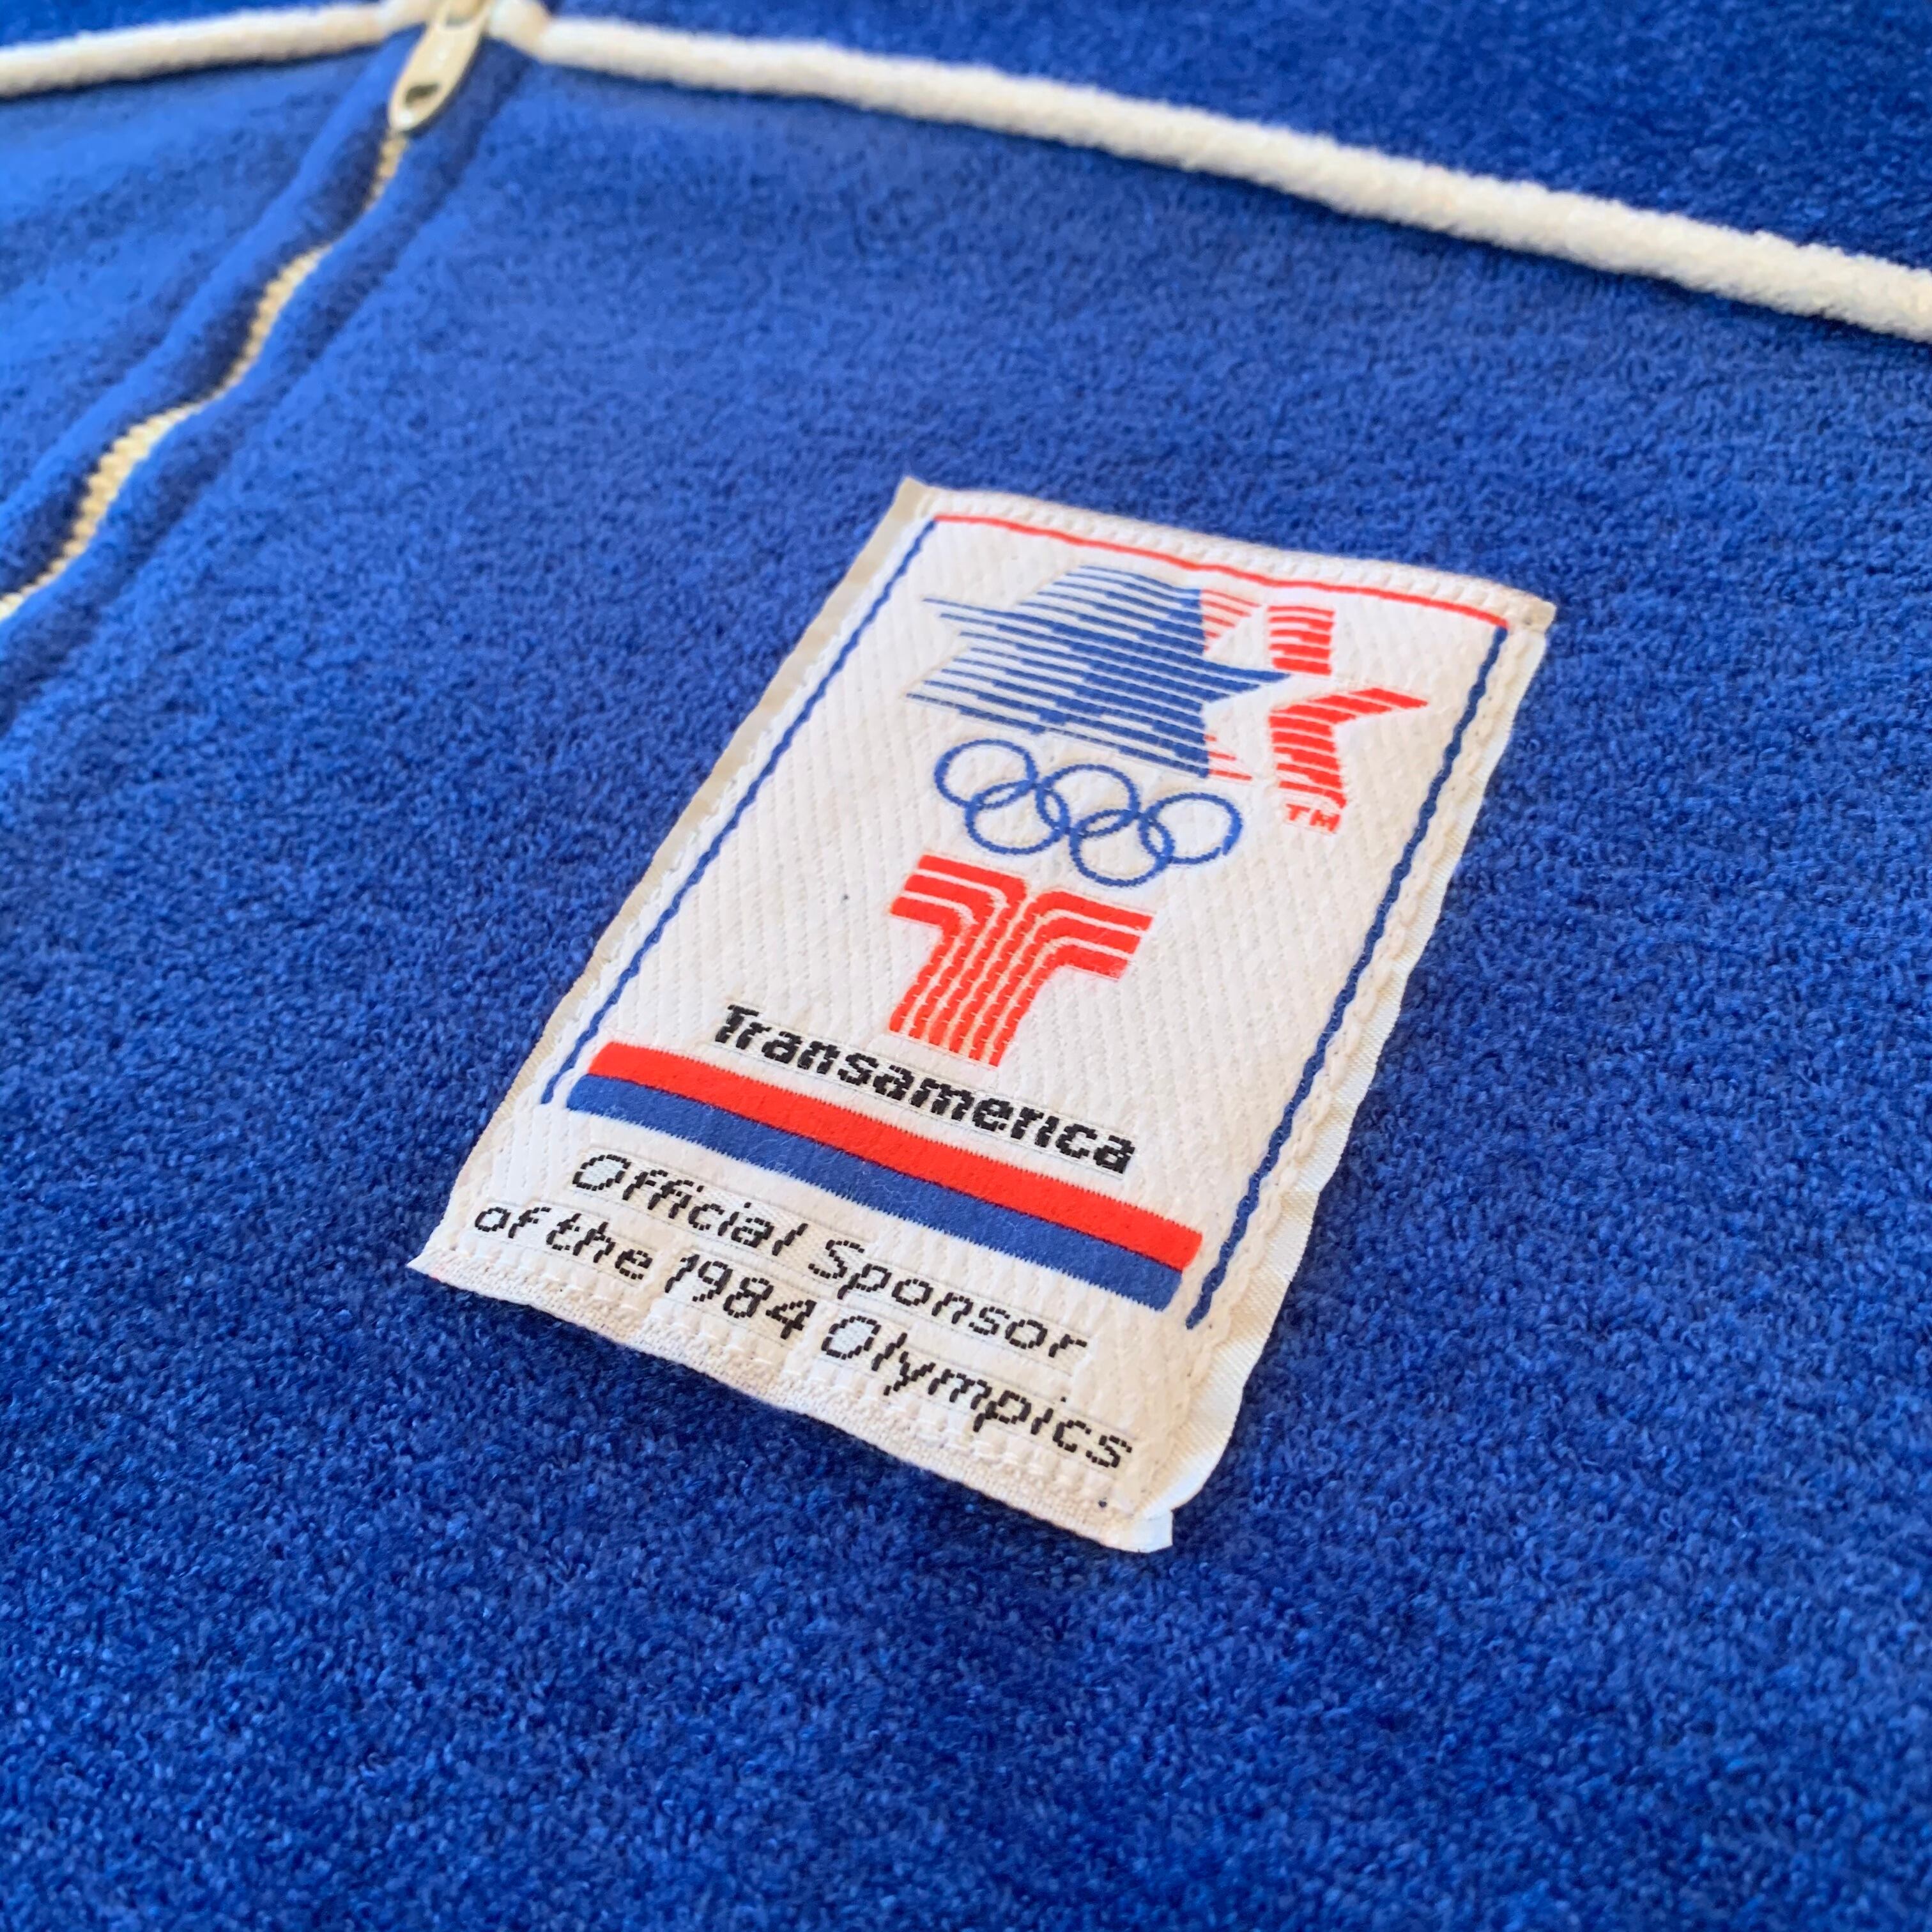 TM
Transamerica
Official Sponsor
of the 1984 Olympics